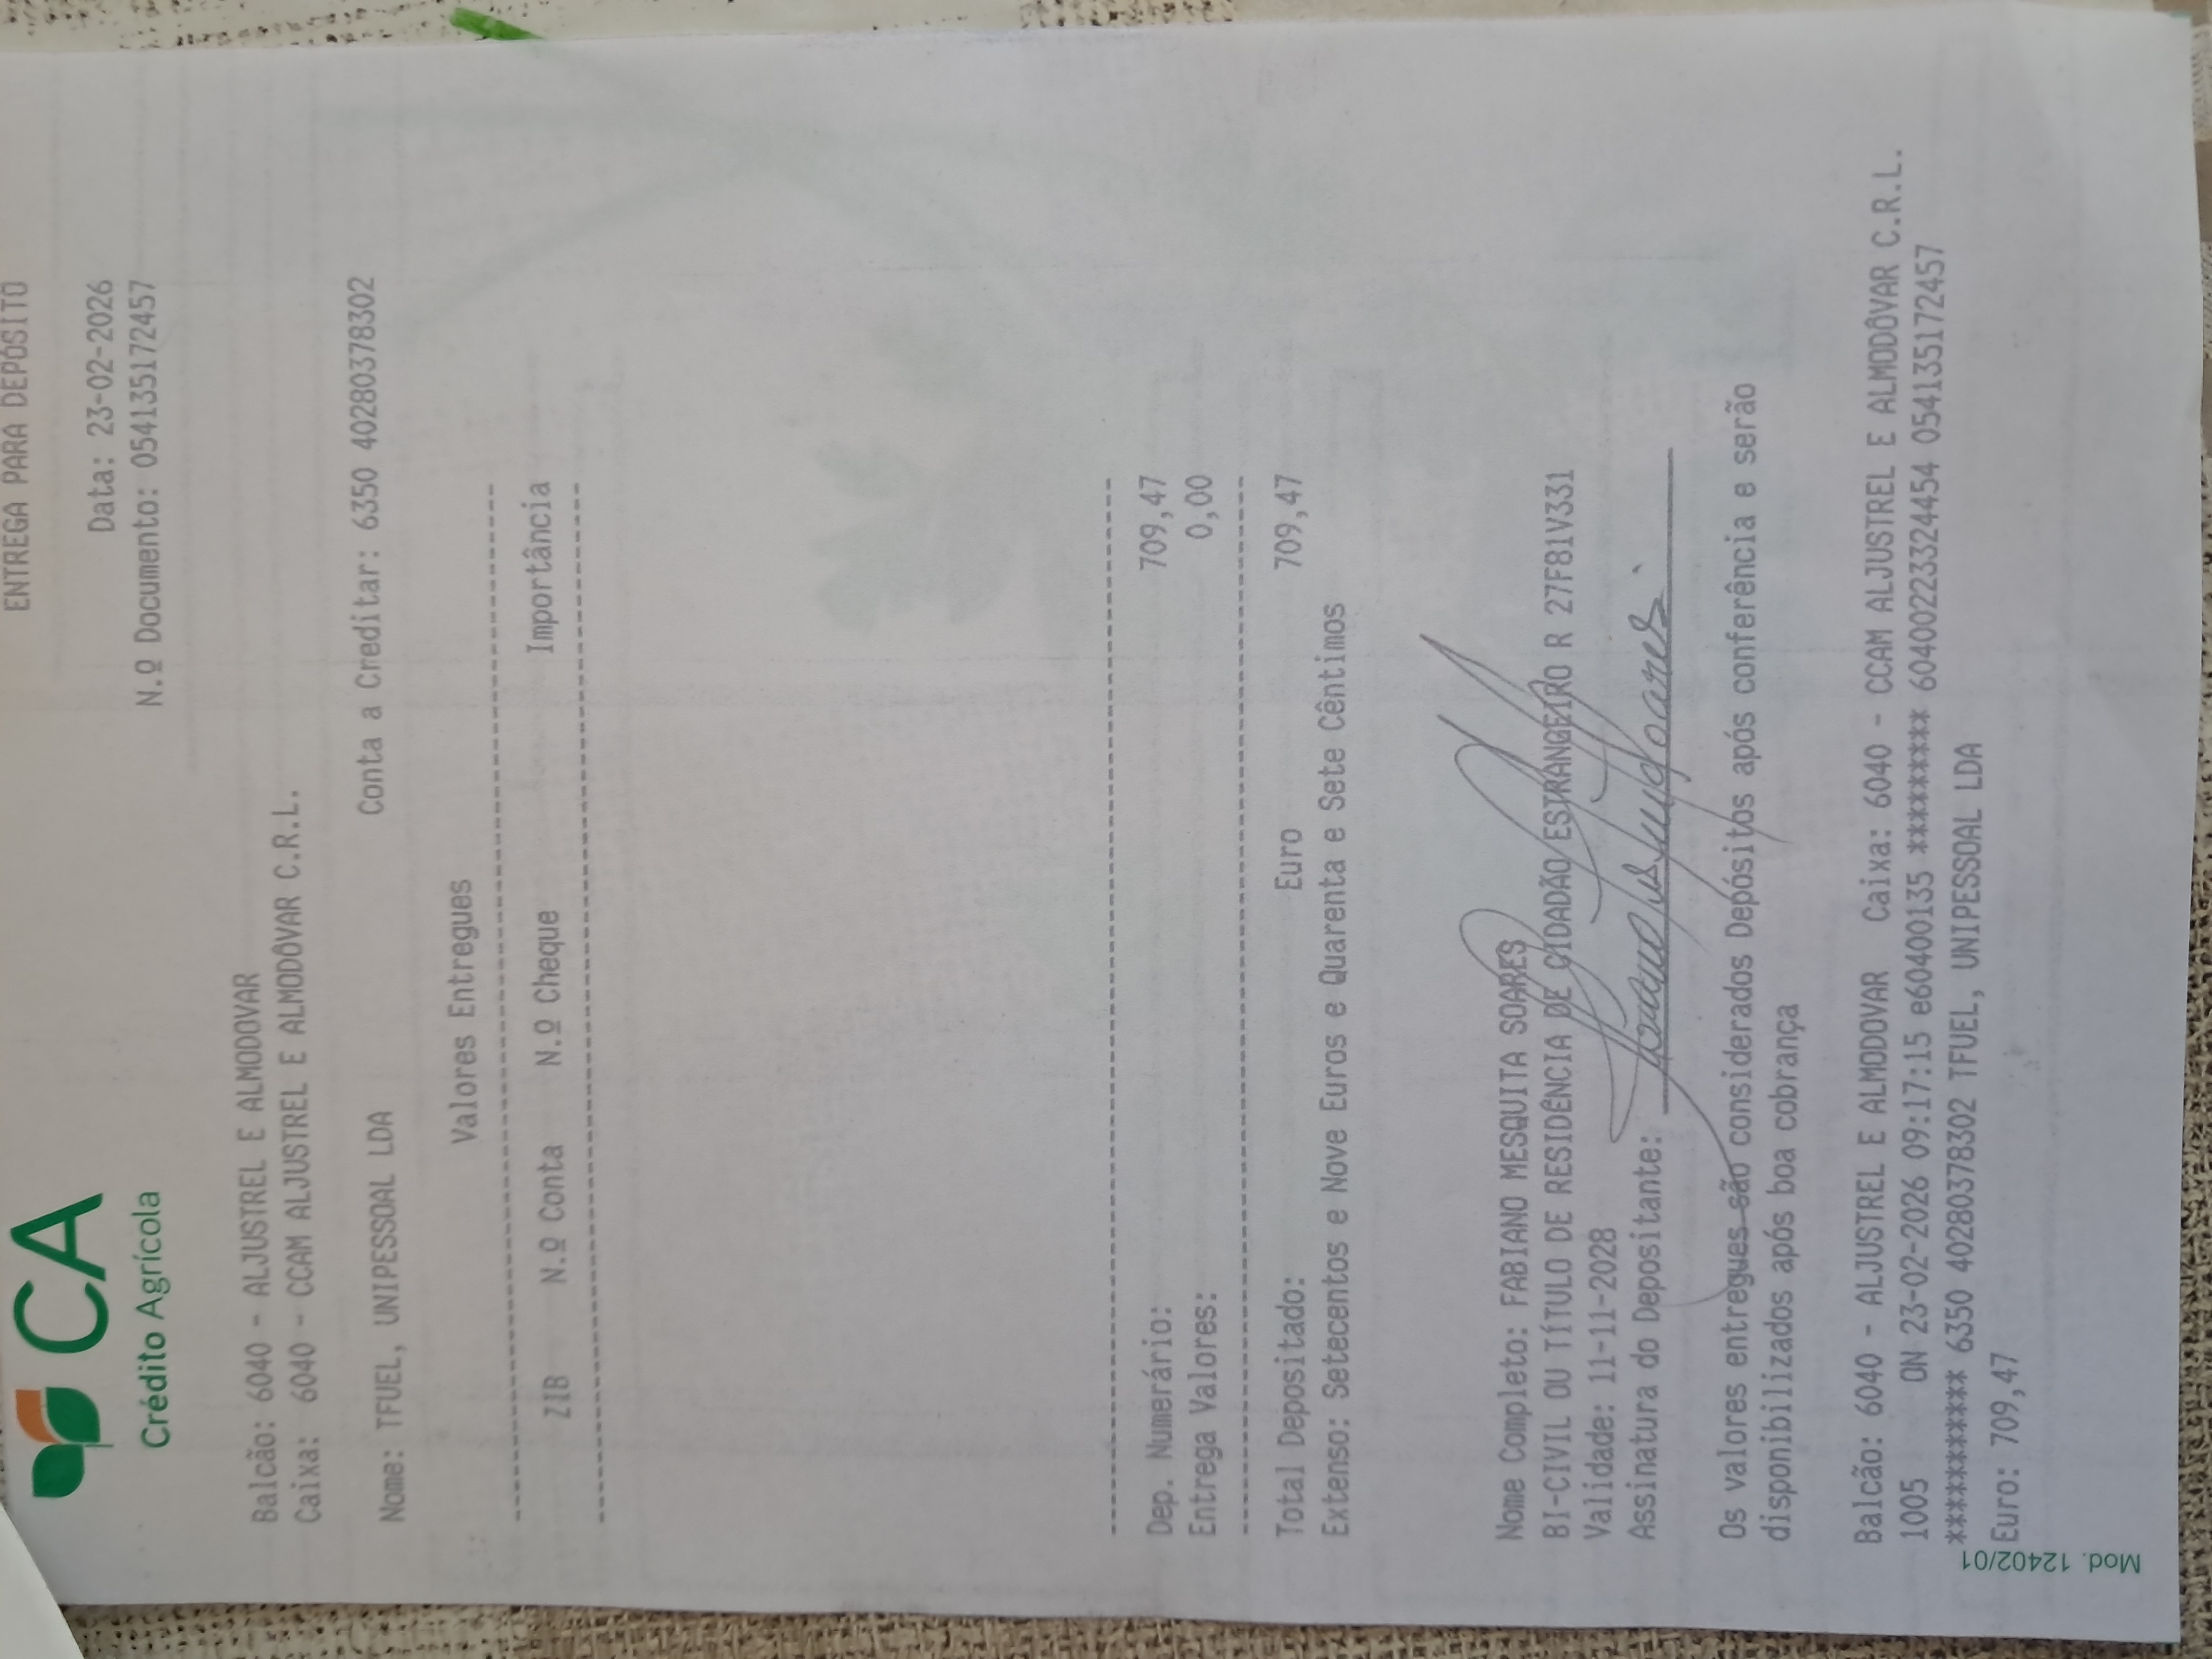 CA
Crédito Agrícola
ENTREGA PARA DEPÓSITO
Data: 23-02-2026
N.º Documento: 05413517​2457
Balcão: 6040 - ALJUSTREL E ALMODOVAR
Caixa: 6040 - CCAM ALJUSTREL E ALMODÔVAR C.R.L.
Conta a Creditar: 6350 40280378302
Nome: TFUEL, UNIPESSOAL LDA
Valores Entregues
ZIB N.º Conta N.º Cheque Importância
Dep. Numerário: 709,47
Entrega Valores: 0,00
Total Depositado: Euro 709,47
Extenso: Setecentos e Nove Euros e Quarenta e Sete Cêntimos
Nome Completo: FABIANO MESQUITA SOARES
BI-CIVIL OU TÍTULO DE RESIDÊNCIA DE CIDADÃO ESTRANGEIRO R 27F81V331
Validade: 11-11-2028
Assinatura do Depositante:
Os valores entregues são considerados Depósitos após conferência e serão
disponibilizados após boa cobrança
Balcão: 6040 - ALJUSTREL E ALMODOVAR Caixa: 6040 - CCAM ALJUSTREL E ALMODÔVAR C.R.L.
1005 ON 23-02-2026 09:17:15 e6040013​5 ******** 60400223324454 054135172457
*********** 6350 40280378302 TFUEL, UNIPESSOAL LDA
Euro: 709,47
Mod. 12402/01